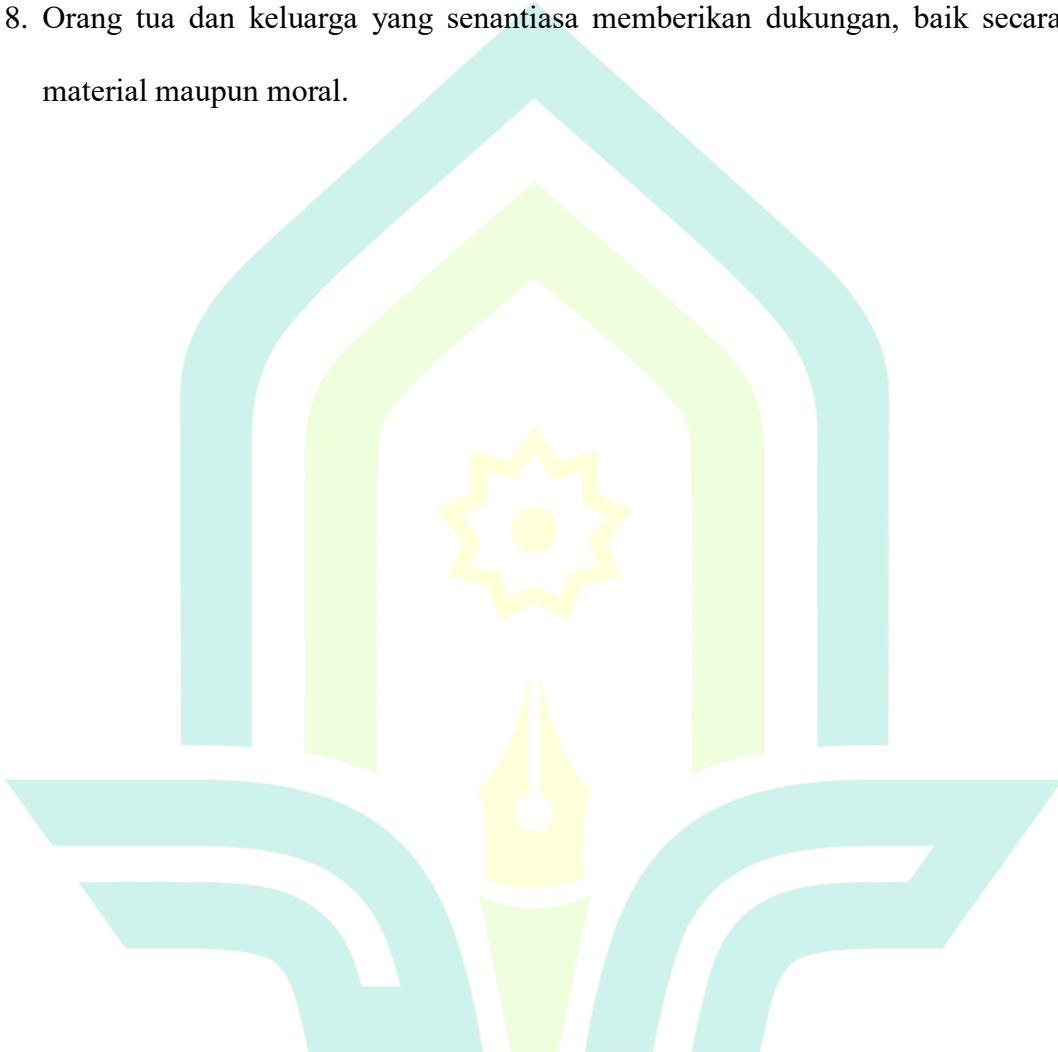 8. Orang tua dan keluarga yang senantiasa memberikan dukungan, baik secara
material maupun moral.